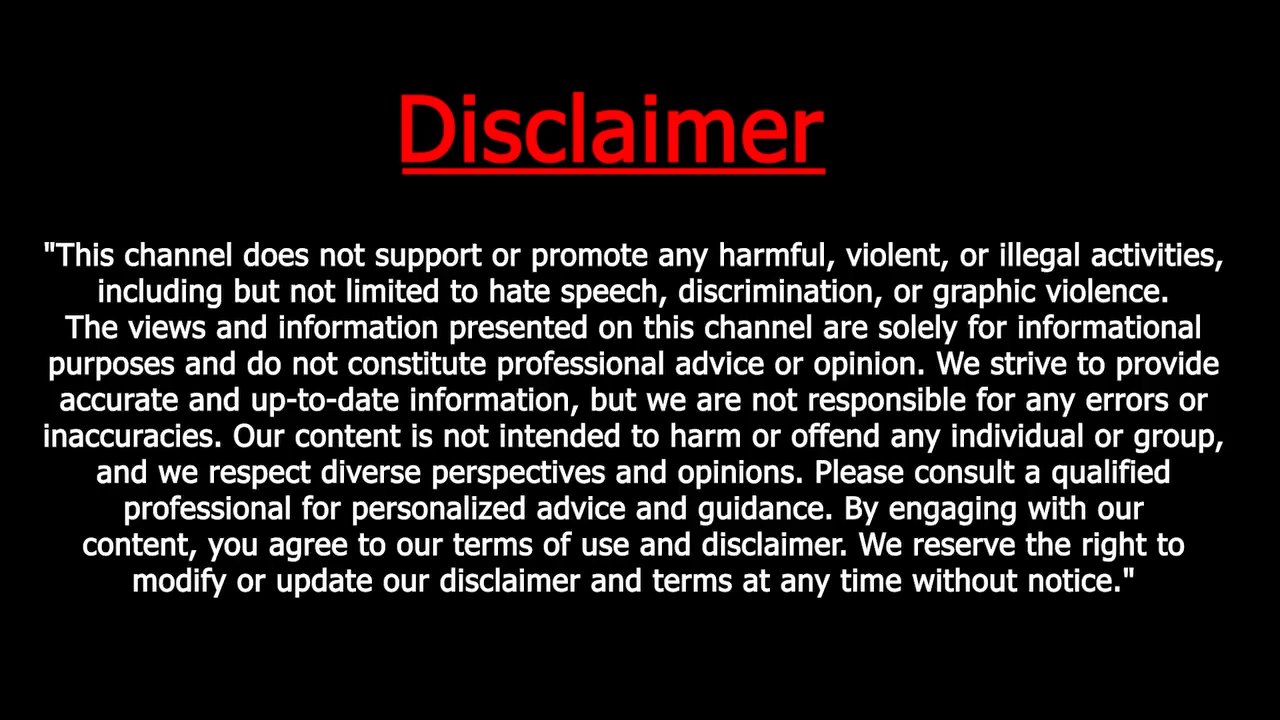 Disclaimer
"This channel does not support or promote any harmful, violent, or illegal activities,
including but not limited to hate speech, discrimination, or graphic violence.
The views and information presented on this channel are solely for informational
purposes and do not constitute professional advice or opinion. We strive to provide
accurate and up-to-date information, but we are not responsible for any errors or
inaccuracies. Our content is not intended to harm or offend any individual or group,
and we respect diverse perspectives and opinions. Please consult a qualified
professional for personalized advice and guidance. By engaging with our
content, you agree to our terms of use and disclaimer. We reserve the right to
modify or update our disclaimer and terms at any time without notice."